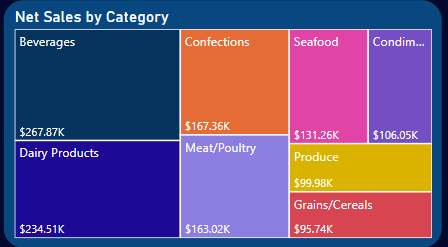 Net Sales by Category
Beverages
$267.87K
Dairy Products
$234.51K
Confections
$167.36K
Meat/Poultry
$163.02K
Seafood
$131.26K
Condim...
$106.05K
Produce
$99.98K
Grains/Cereals
$95.74K